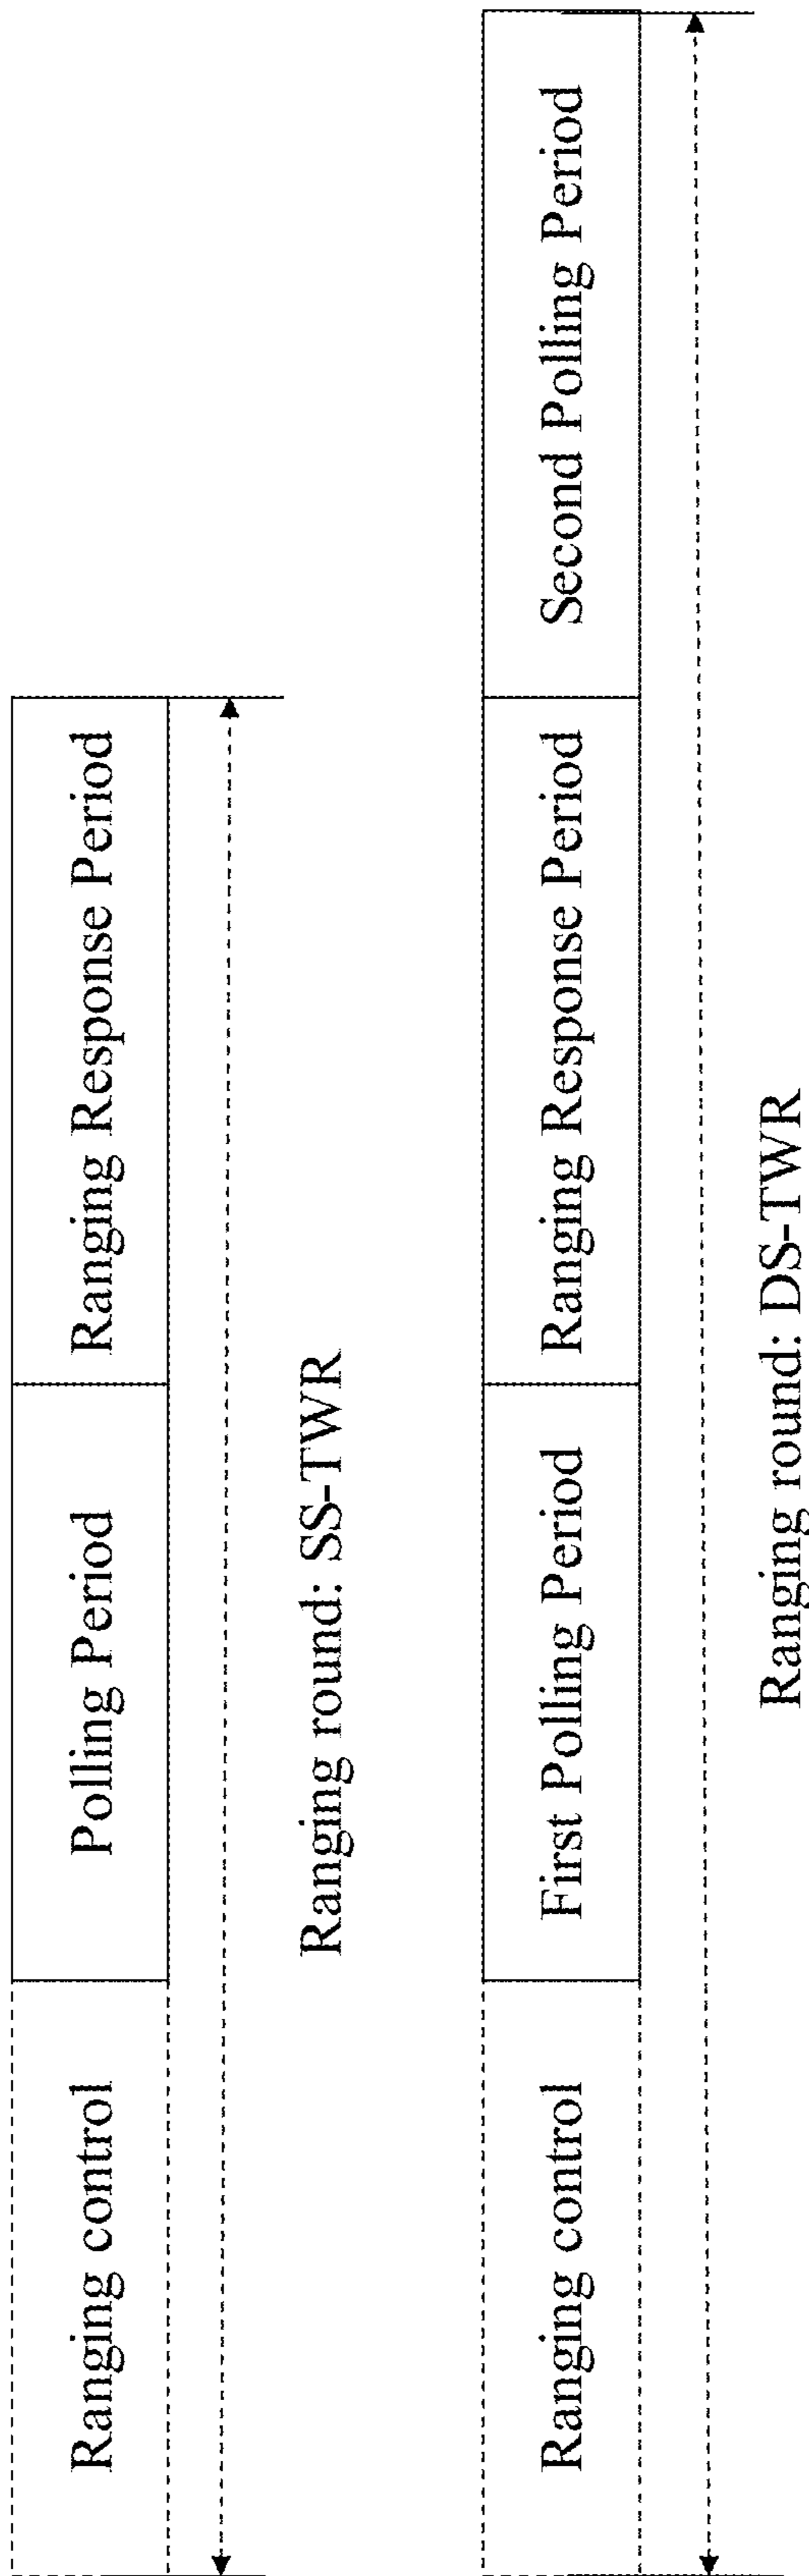 Ranging control
Polling Period
Ranging Response Period
Ranging round: SS-TWR
Ranging control
First Polling Period
Ranging Response Period
Second Polling Period
Ranging round: DS-TWR